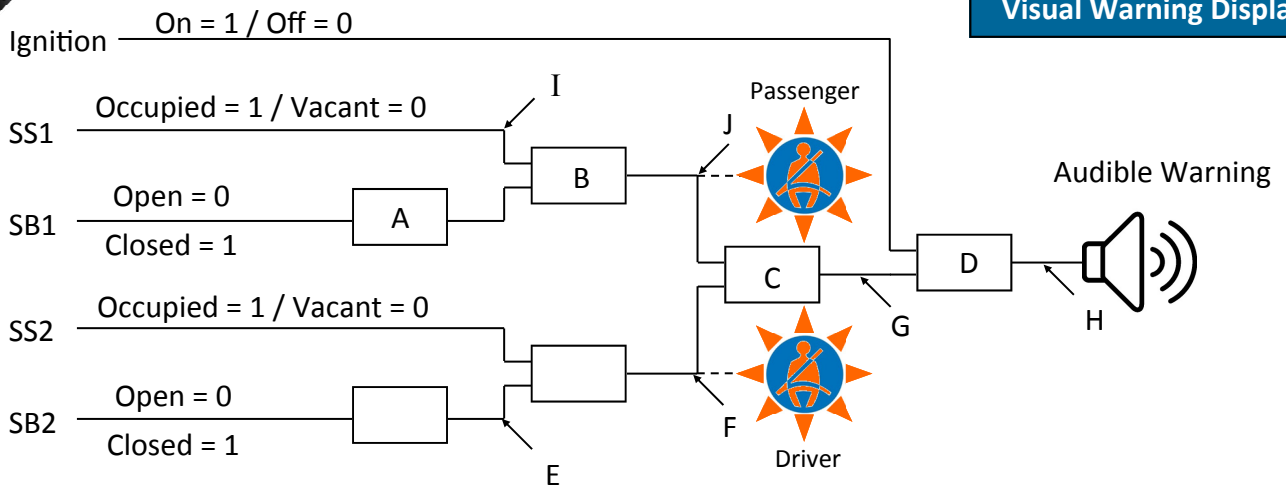 Visual Warning Displa
On = 1 / Off = 0
Ignition
I
Occupied = 1 / Vacant = 0
SS1
Passenger
J
B
Audible Warning
Open = 0
SB1
A
Closed = 1
D
C
Occupied = 1 / Vacant = 0
SS2
G
H
Open = 0
SB2
Closed = 1
F
E
Driver